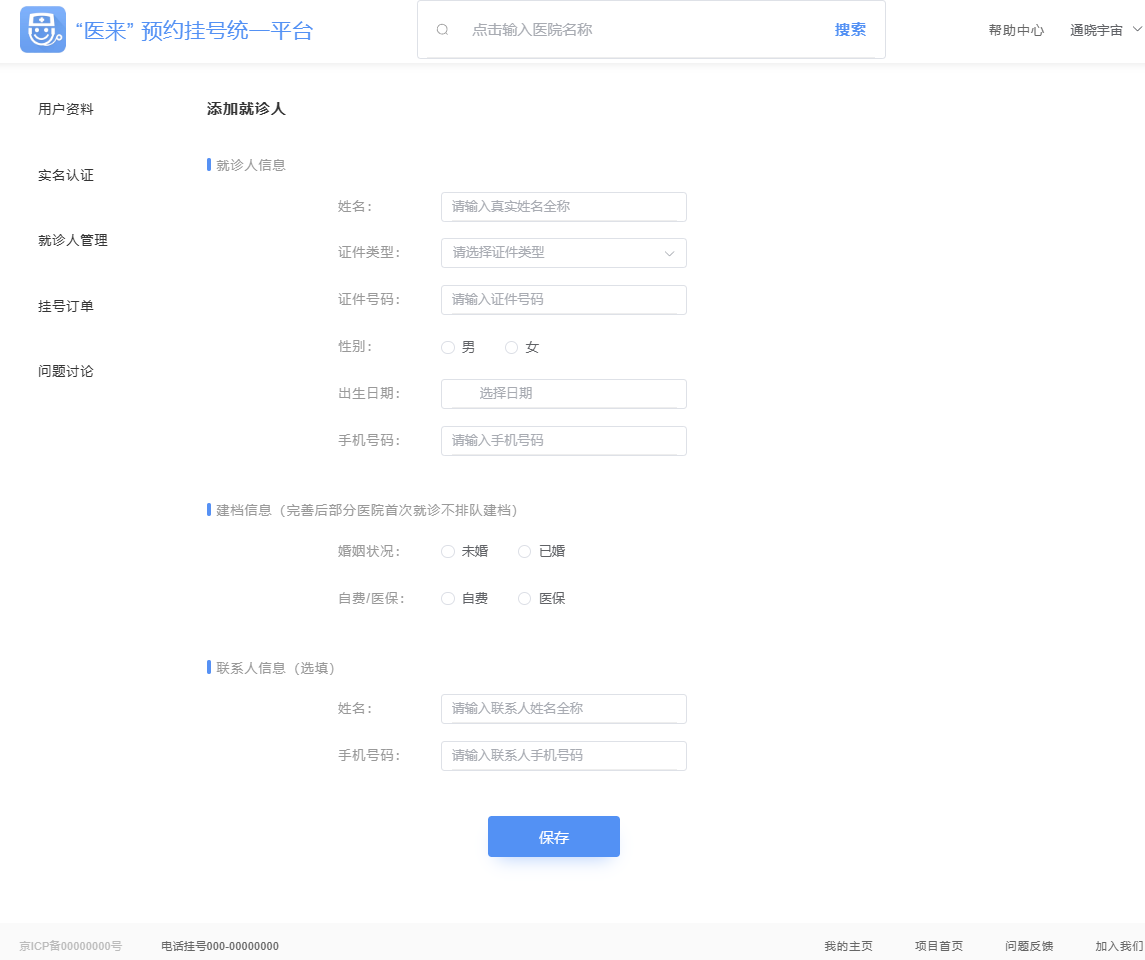 “医来” 预约挂号统一平台
点击输入医院名称
搜索
帮助中心
通晓宇宙
用户资料
实名认证
就诊人管理
挂号订单
问题讨论
添加就诊人
就诊人信息
姓名：
请输入真实姓名全称
证件类型：
请选择证件类型
证件号码：
请输入证件号码
性别：
男
女
出生日期：
选择日期
手机号码：
请输入手机号码
建档信息（完善后部分医院首次就诊不排队建档）
婚姻状况：
未婚
已婚
自费/医保：
自费
医保
联系人信息（选填）
姓名：
请输入联系人姓名全称
手机号码：
请输入联系人手机号码
保存
京ICP备00000000号
电话挂号000-00000000
我的主页
项目首页
问题反馈
加入我们